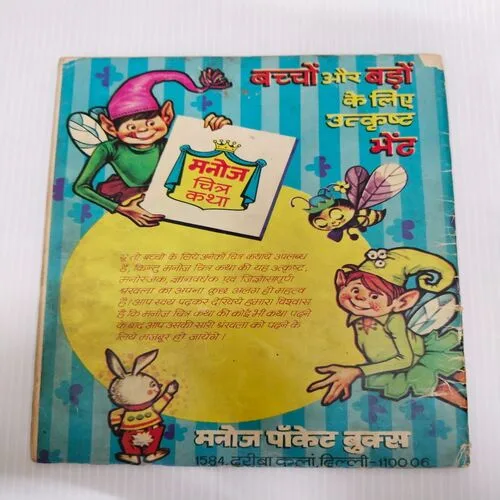 बच्चों और बड़ों
के लिए
उत्कृष्ट
भेंट
मनोज
चित्र
कथा
यूं तो बच्चों के लिये अनेकों चित्र कथायें उपलब्ध
हैं, किन्तु मनोज चित्र कथा की यह उत्कृष्ट,
मनोरंजक, ज्ञानवर्धक एवं जिज्ञासापूर्ण
श्रंखला का अपना कुछ अलग ही महत्व
है। आप स्वयं पढ़कर देखिये हमारा विश्वास
है कि मनोज चित्र कथा की कोई भी कथा पढ़ने
के बाद आप उसकी सारी श्रंखला को पढ़ने के
लिये मजबूर हो जायेंगे।
मनोज पॉकेट बुक्स
1584, दरीबा कलां, दिल्ली-110006